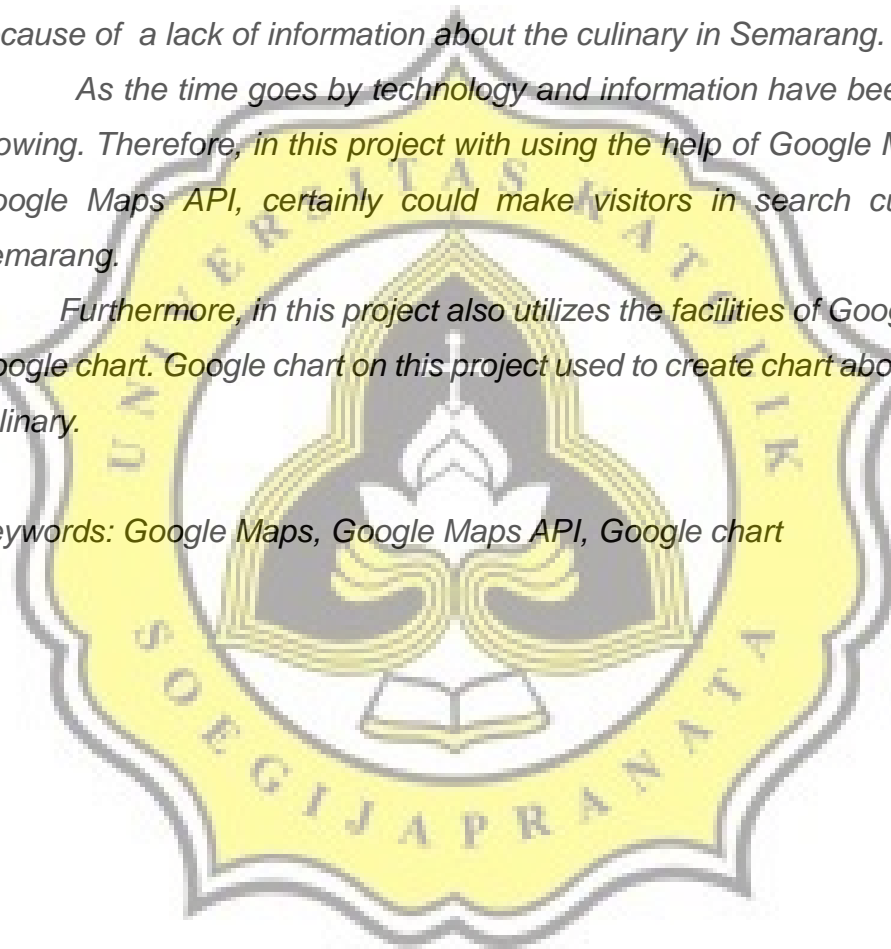 cause of a lack of information about the culinary in Semarang.
As the time goes by technology and information have bee
owing. Therefore, in this project with using the help of Google M
oogle Maps API, certainly could make visitors in search cu
emarang.
Furthermore, in this project also utilizes the facilities of Goog
oogle chart. Google chart on this project used to create chart abo
linary.
eywords: Google Maps, Google Maps API, Google chart
UNIVERSITAS KATOLIK
SOEGIJAPRANATA